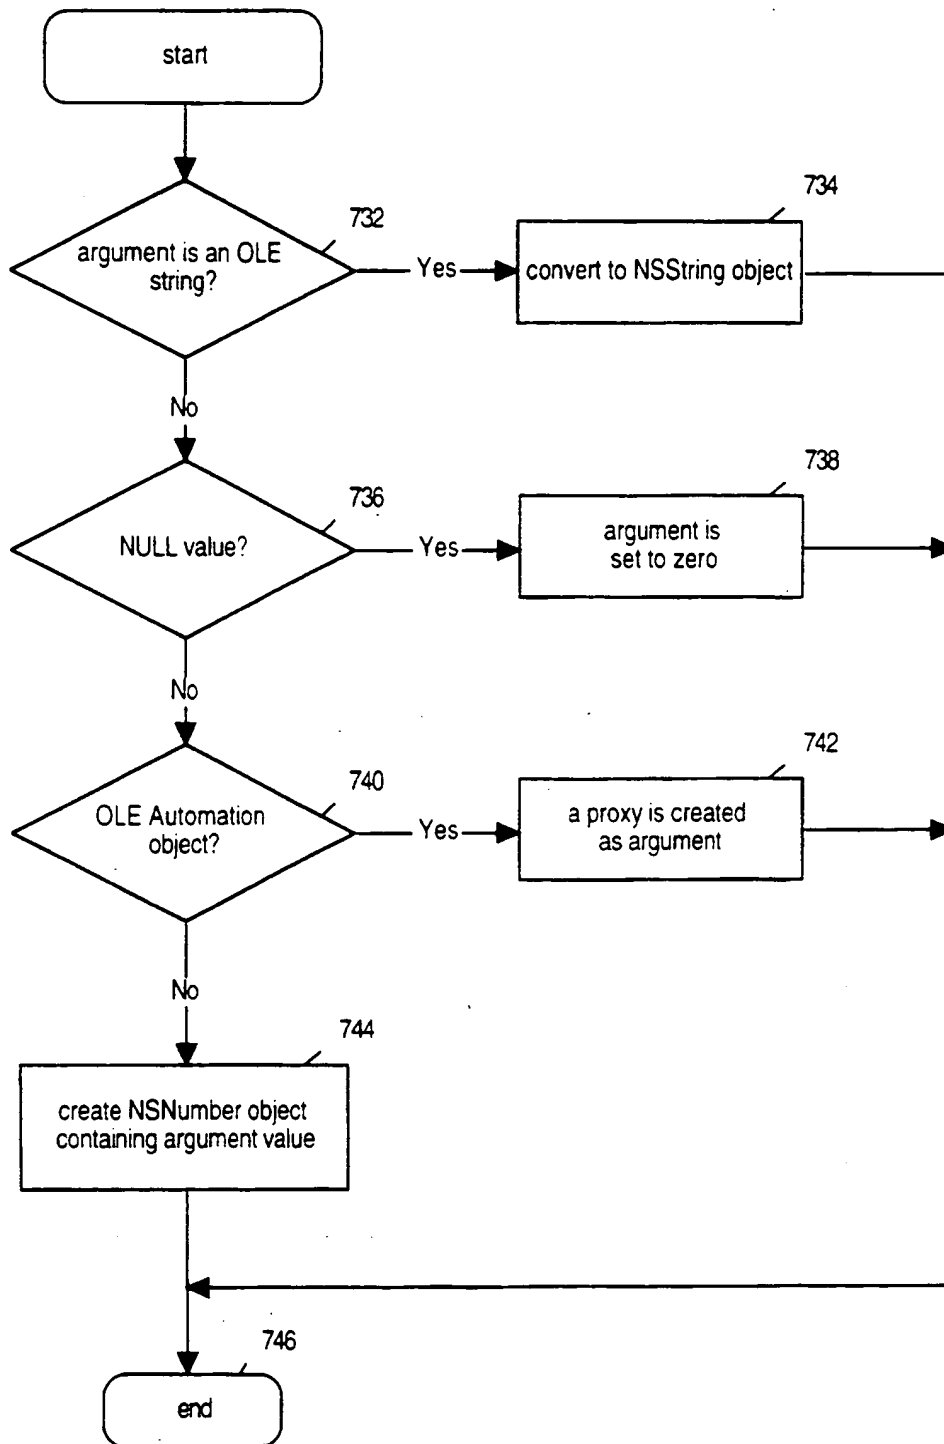 start
732
argument is an OLE
string?
Yes
734
convert to NSString object
No
736
NULL value?
Yes
738
argument is
set to zero
No
740
OLE Automation
object?
Yes
742
a proxy is created
as argument
No
744
create NSNumber object
containing argument value
746
end